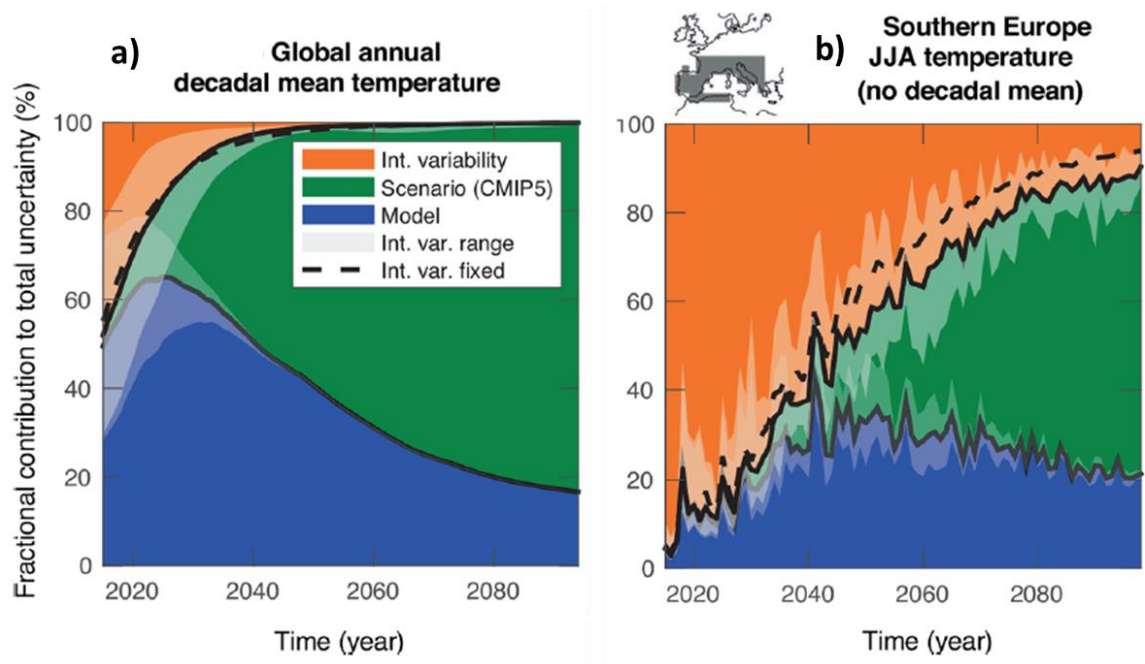 a)
Global annual
decadal mean temperature
Fractional contribution to total uncertainty (%)
100
80
60
40
20
0
2020 2040 2060 2080
Time (year)
Int. variability
Scenario (CMIP5)
Model
Int. var. range
Int. var. fixed
b)
Southern Europe
JJA temperature
(no decadal mean)
100
80
60
40
20
0
2020 2040 2060 2080
Time (year)